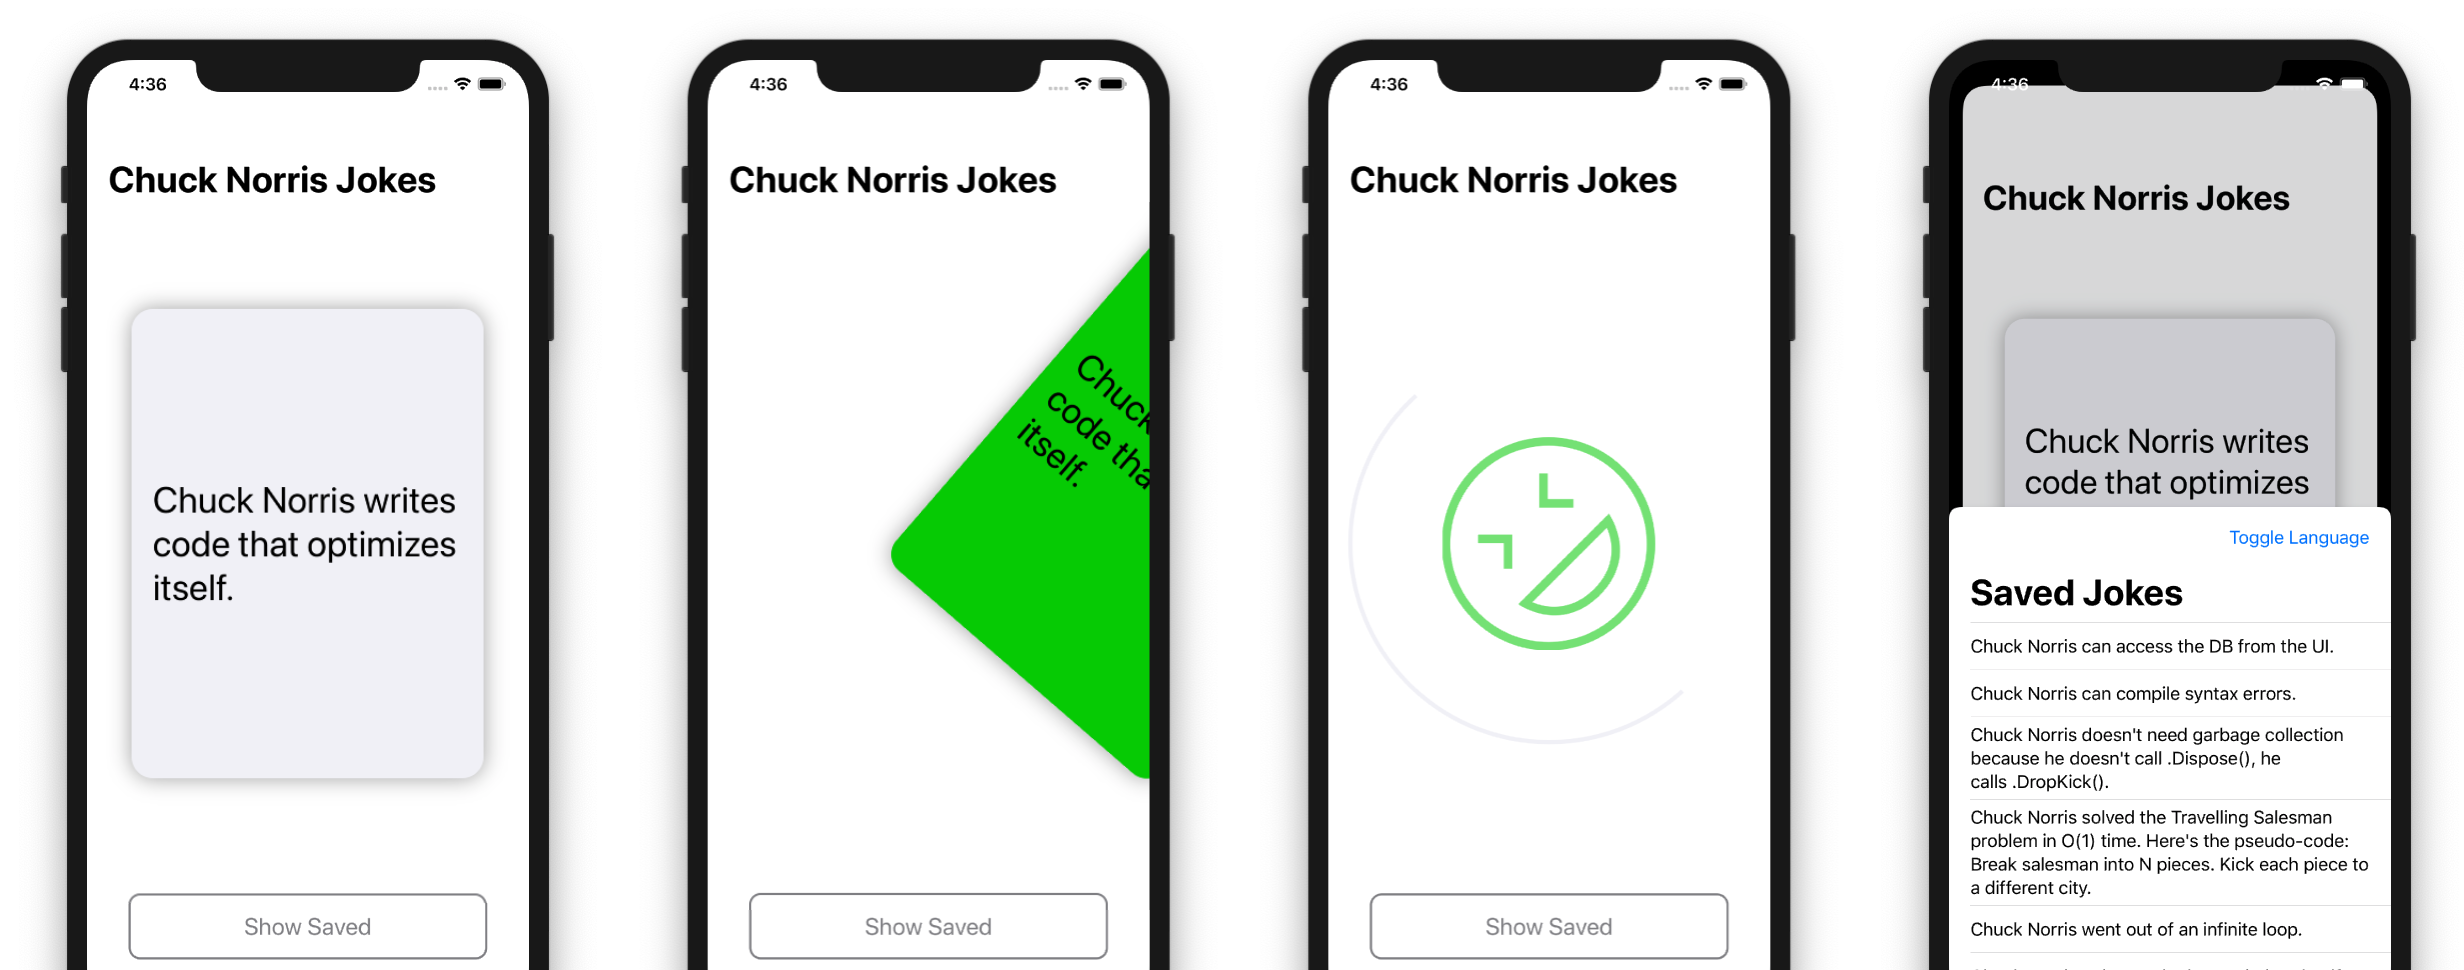 4:36
Chuck Norris Jokes
Chuck Norris writes
code that optimizes
itself.
Show Saved
4:36
Chuck Norris Jokes
Chuck
code tha
itself.
Show Saved
4:36
Chuck Norris Jokes
Show Saved
4:36
Chuck Norris Jokes
Chuck Norris writes
code that optimizes
Toggle Language
Saved Jokes
Chuck Norris can access the DB from the UI.
Chuck Norris can compile syntax errors.
Chuck Norris doesn't need garbage collection
because he doesn't call .Dispose(), he
calls .DropKick().
Chuck Norris solved the Travelling Salesman
problem in O(1) time. Here's the pseudo-code:
Break salesman into N pieces. Kick each piece to
a different city.
Chuck Norris went out of an infinite loop.